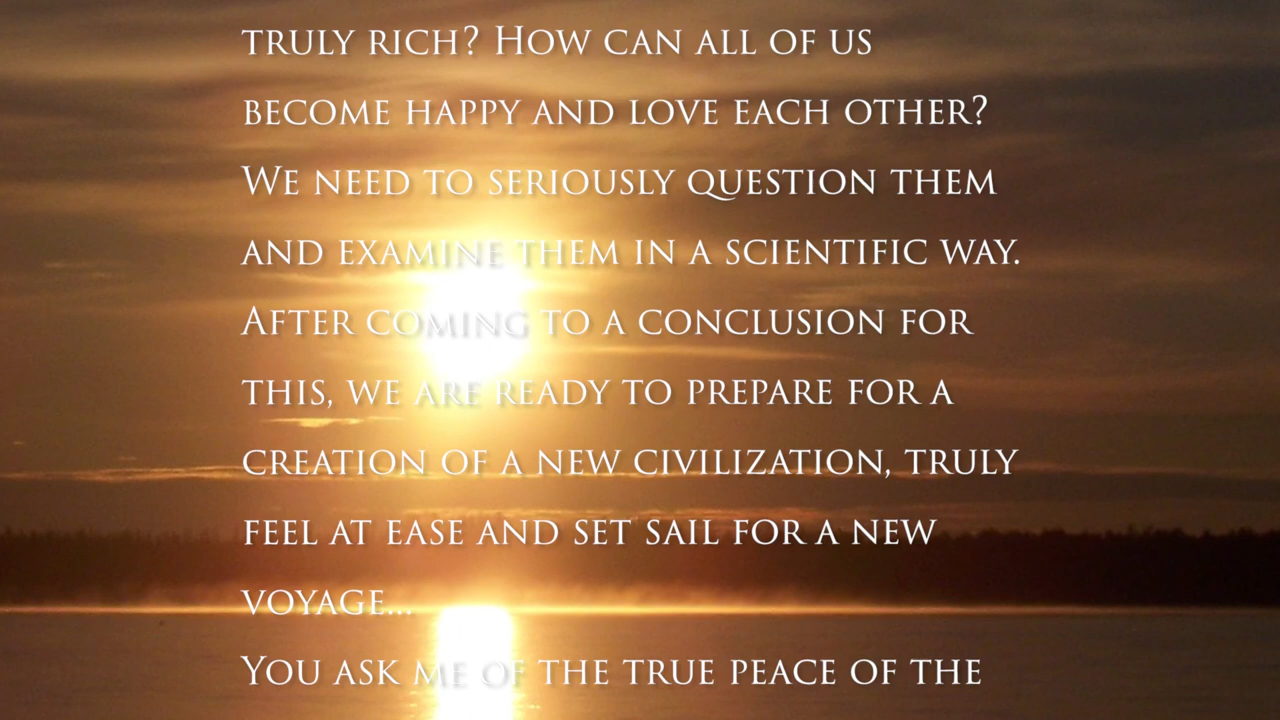 truly rich? How can all of us
become happy and love each other?
We need to seriously question them
and examine them in a scientific way.
After coming to a conclusion for
this, we are ready to prepare for a
creation of a new civilization, truly
feel at ease and set sail for a new
voyage...
You ask me of the true peace of the